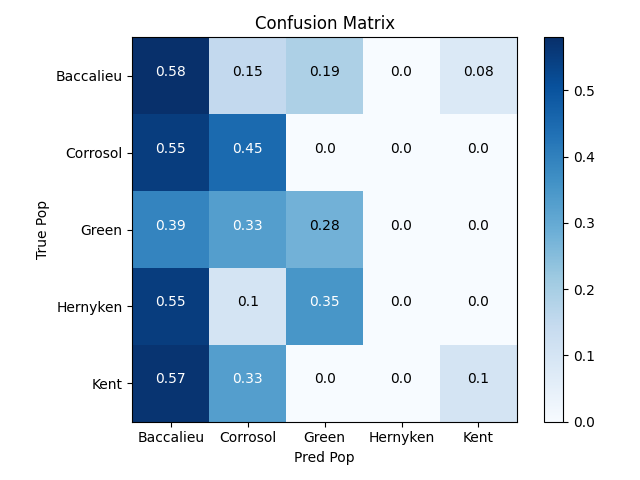 Confusion Matrix
True Pop
Baccalieu 0.58 0.15 0.19 0.0 0.08
Corrosol 0.55 0.45 0.0 0.0 0.0
Green 0.39 0.33 0.28 0.0 0.0
Hernyken 0.55 0.1 0.35 0.0 0.0
Kent 0.57 0.33 0.0 0.0 0.1
Baccalieu Corrosol Green Hernyken Kent
Pred Pop
0.5
0.4
0.3
0.2
0.1
0.0